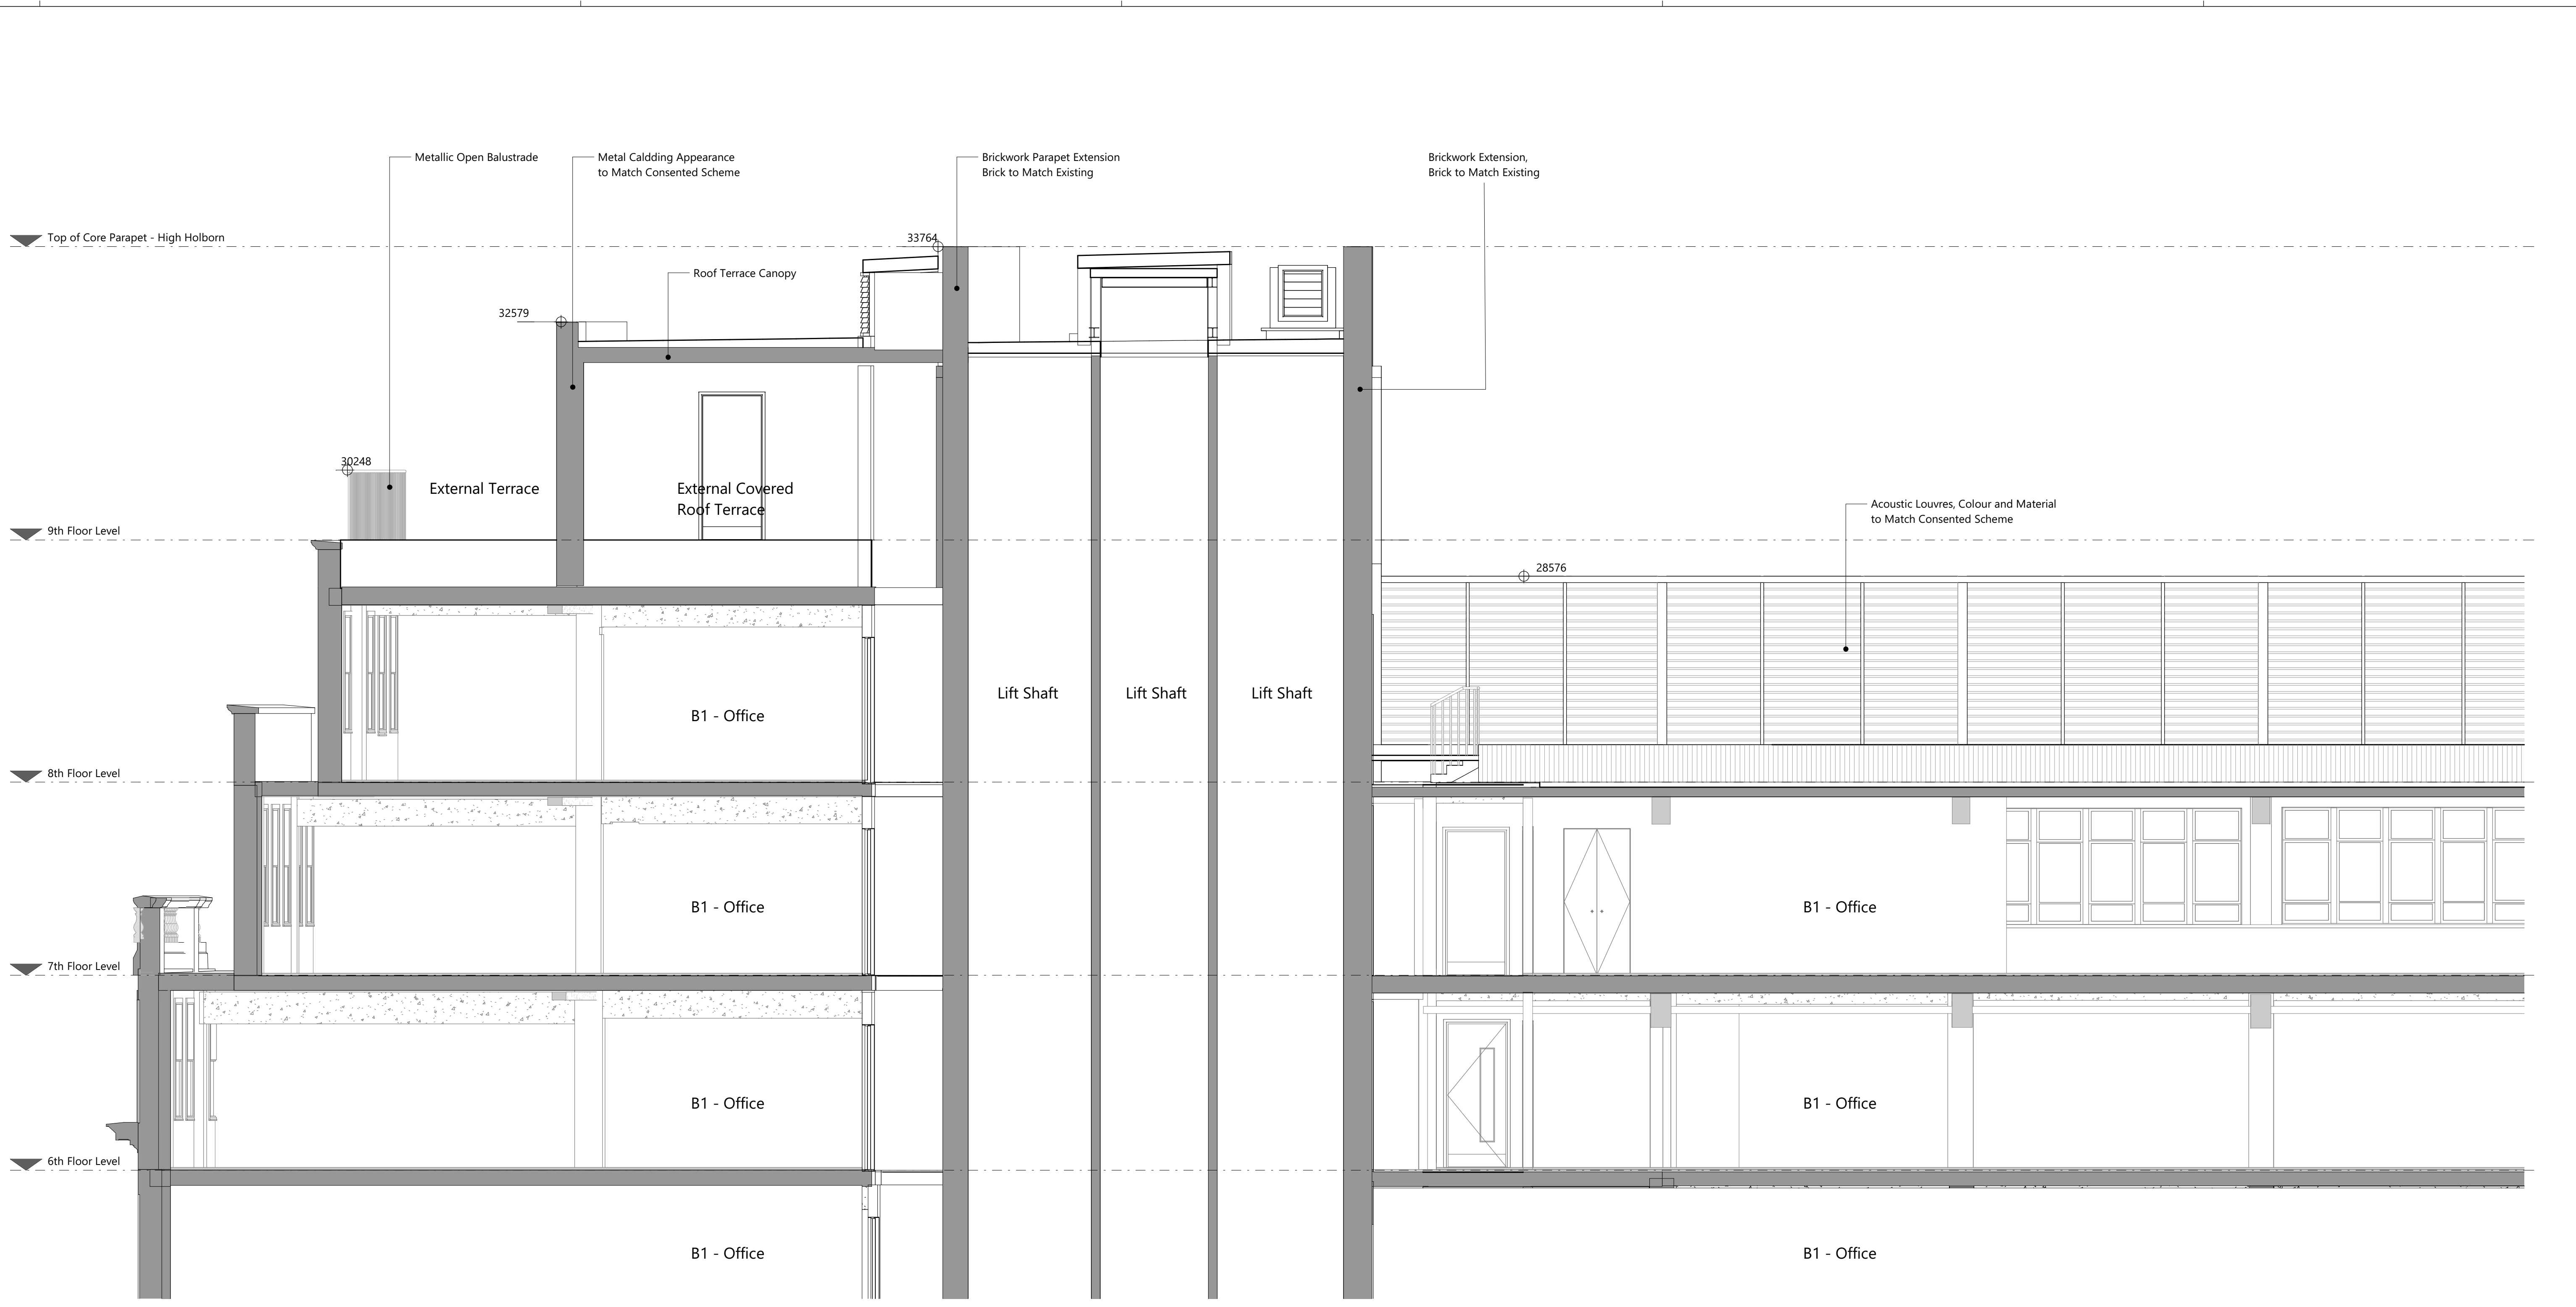 Metallic Open Balustrade
Metal Caldding Appearance
to Match Consented Scheme
Brickwork Parapet Extension
Brick to Match Existing
Brickwork Extension,
Brick to Match Existing
Top of Core Parapet - High Holborn
33764
Roof Terrace Canopy
32579
30248
External Terrace
External Covered
Roof Terrace
Acoustic Louvres, Colour and Material
to Match Consented Scheme
9th Floor Level
28576
Lift Shaft
Lift Shaft
Lift Shaft
B1 - Office
8th Floor Level
B1 - Office
B1 - Office
7th Floor Level
B1 - Office
B1 - Office
6th Floor Level
B1 - Office
B1 - Office